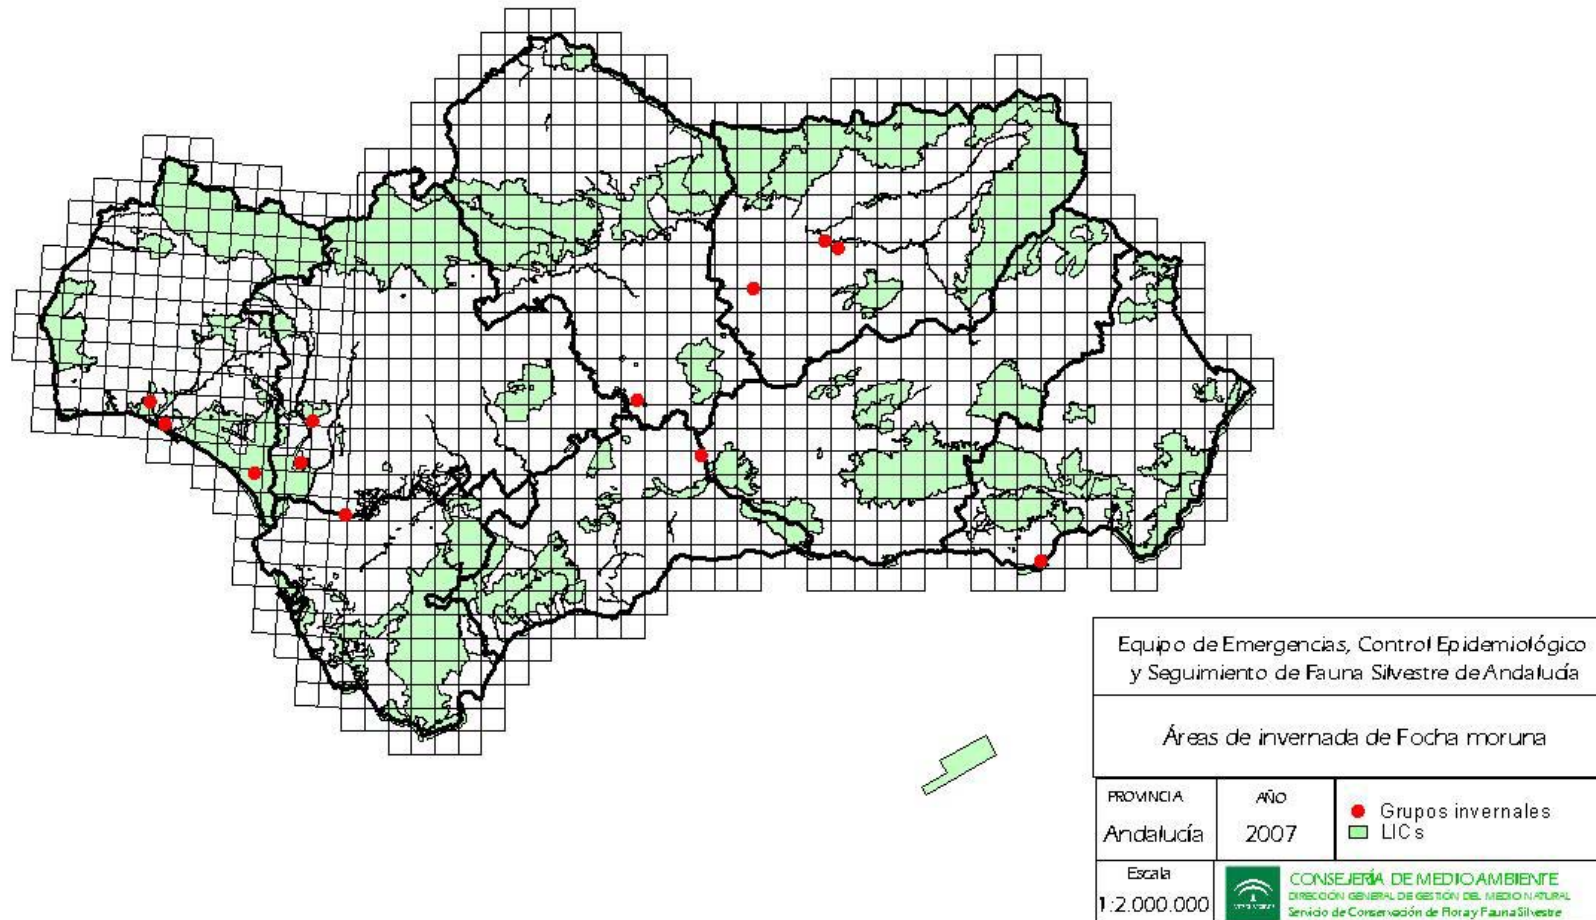 Equipo de Emergencias, Control Epidemiológico
y Seguimiento de Fauna Silvestre de Andalucía
Áreas de invernada de Focha moruna
PROVINCIA
Andalucía
AÑO
2007
Grupos invernales
LICs
Escala
1:2.000.000
CONSEJERÍA DE MEDIO AMBIENTE
DIRECCIÓN GENERAL DE GESTIÓN DEL MEDIO NATURAL
Servicio de Conservación de Flora y Fauna Silvestre